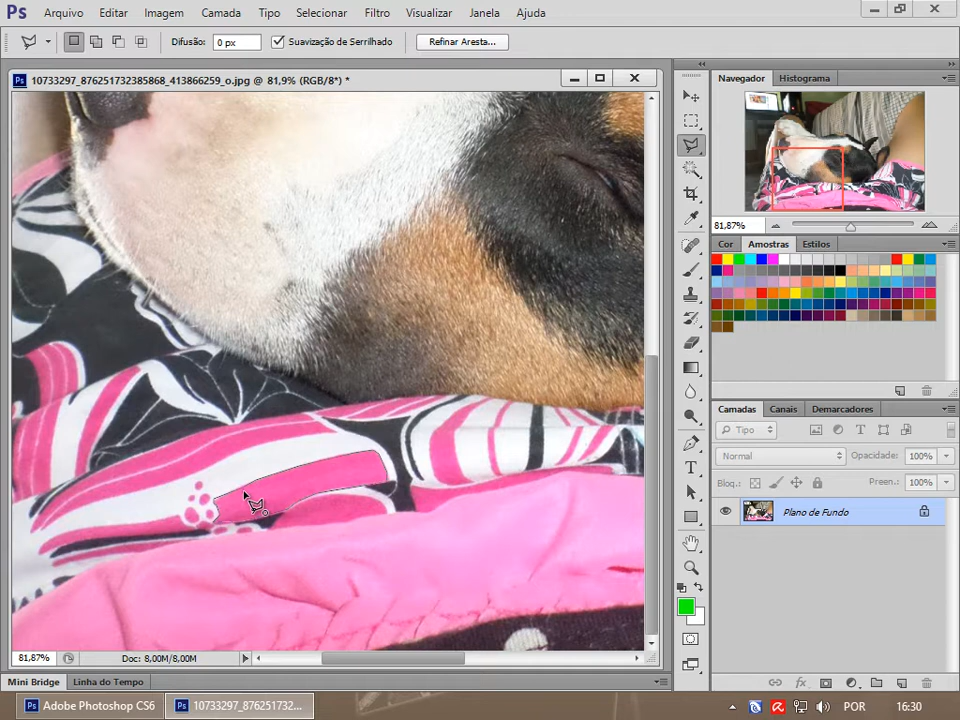 Ps Arquivo Editar Imagem Camada Tipo Selecionar Filtro Visualizar Janela Ajuda
Difusão: 0 px Suavização de Serrilhado Refinar Aresta...
Ps 10733297_876251732385868_413866259_o.jpg @ 81,9% (RGB/8*) *
Navegador Histograma
81,87%
Cor Amostras Estilos
Camadas Canais Demarcadores
Tipo
Normal Opacidade: 100%
Bloq.: Preen.: 100%
Plano de Fundo
81,87% Doc: 8,00M/8,00M
Mini Bridge Linha do Tempo
Ps Adobe Photoshop CS6 Ps 10733297_876251732... POR 16:30